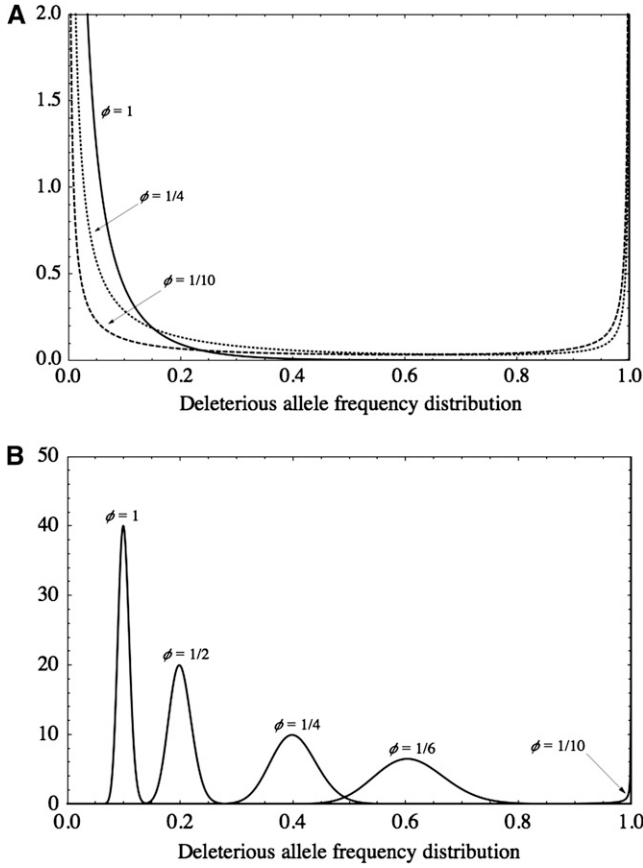 A
2.0
1.5
1.0
0.5
0.0
ϕ = 1
ϕ = 1/4
ϕ = 1/10
0.0 0.2 0.4 0.6 0.8 1.0
Deleterious allele frequency distribution
B
50
40
30
20
10
0
ϕ = 1
ϕ = 1/2
ϕ = 1/4
ϕ = 1/6
ϕ = 1/10
0.0 0.2 0.4 0.6 0.8 1.0
Deleterious allele frequency distribution